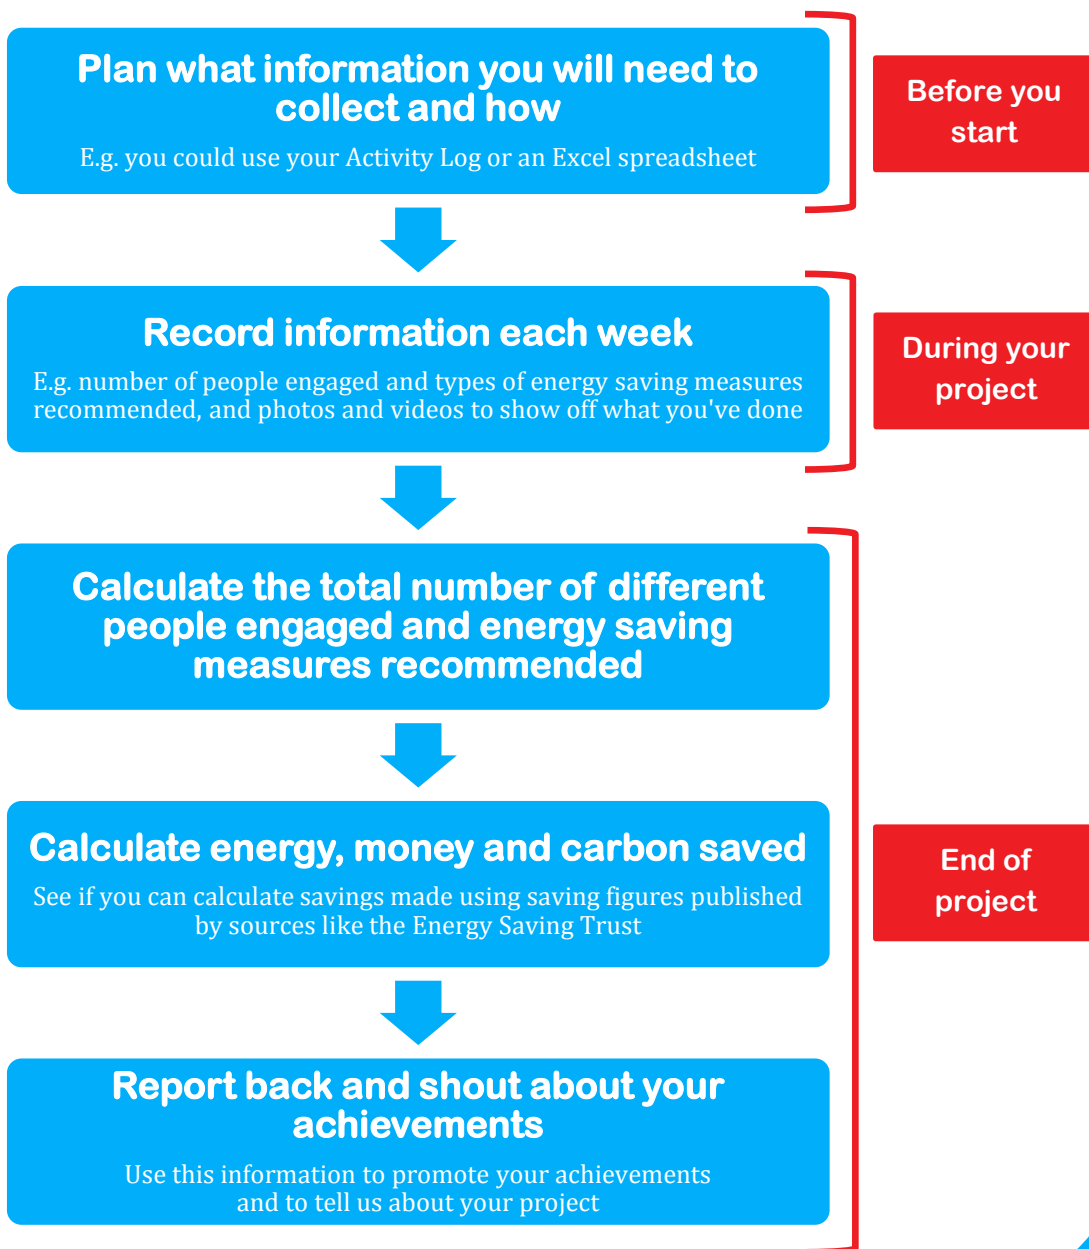 Plan what information you will need to
collect and how
E.g. you could use your Activity Log or an Excel spreadsheet
Before you
start
Record information each week
E.g. number of people engaged and types of energy saving measures
recommended, and photos and videos to show off what you've done
During your
project
Calculate the total number of different
people engaged and energy saving
measures recommended
Calculate energy, money and carbon saved
See if you can calculate savings made using saving figures published
by sources like the Energy Saving Trust
End of
project
Report back and shout about your
achievements
Use this information to promote your achievements
and to tell us about your project